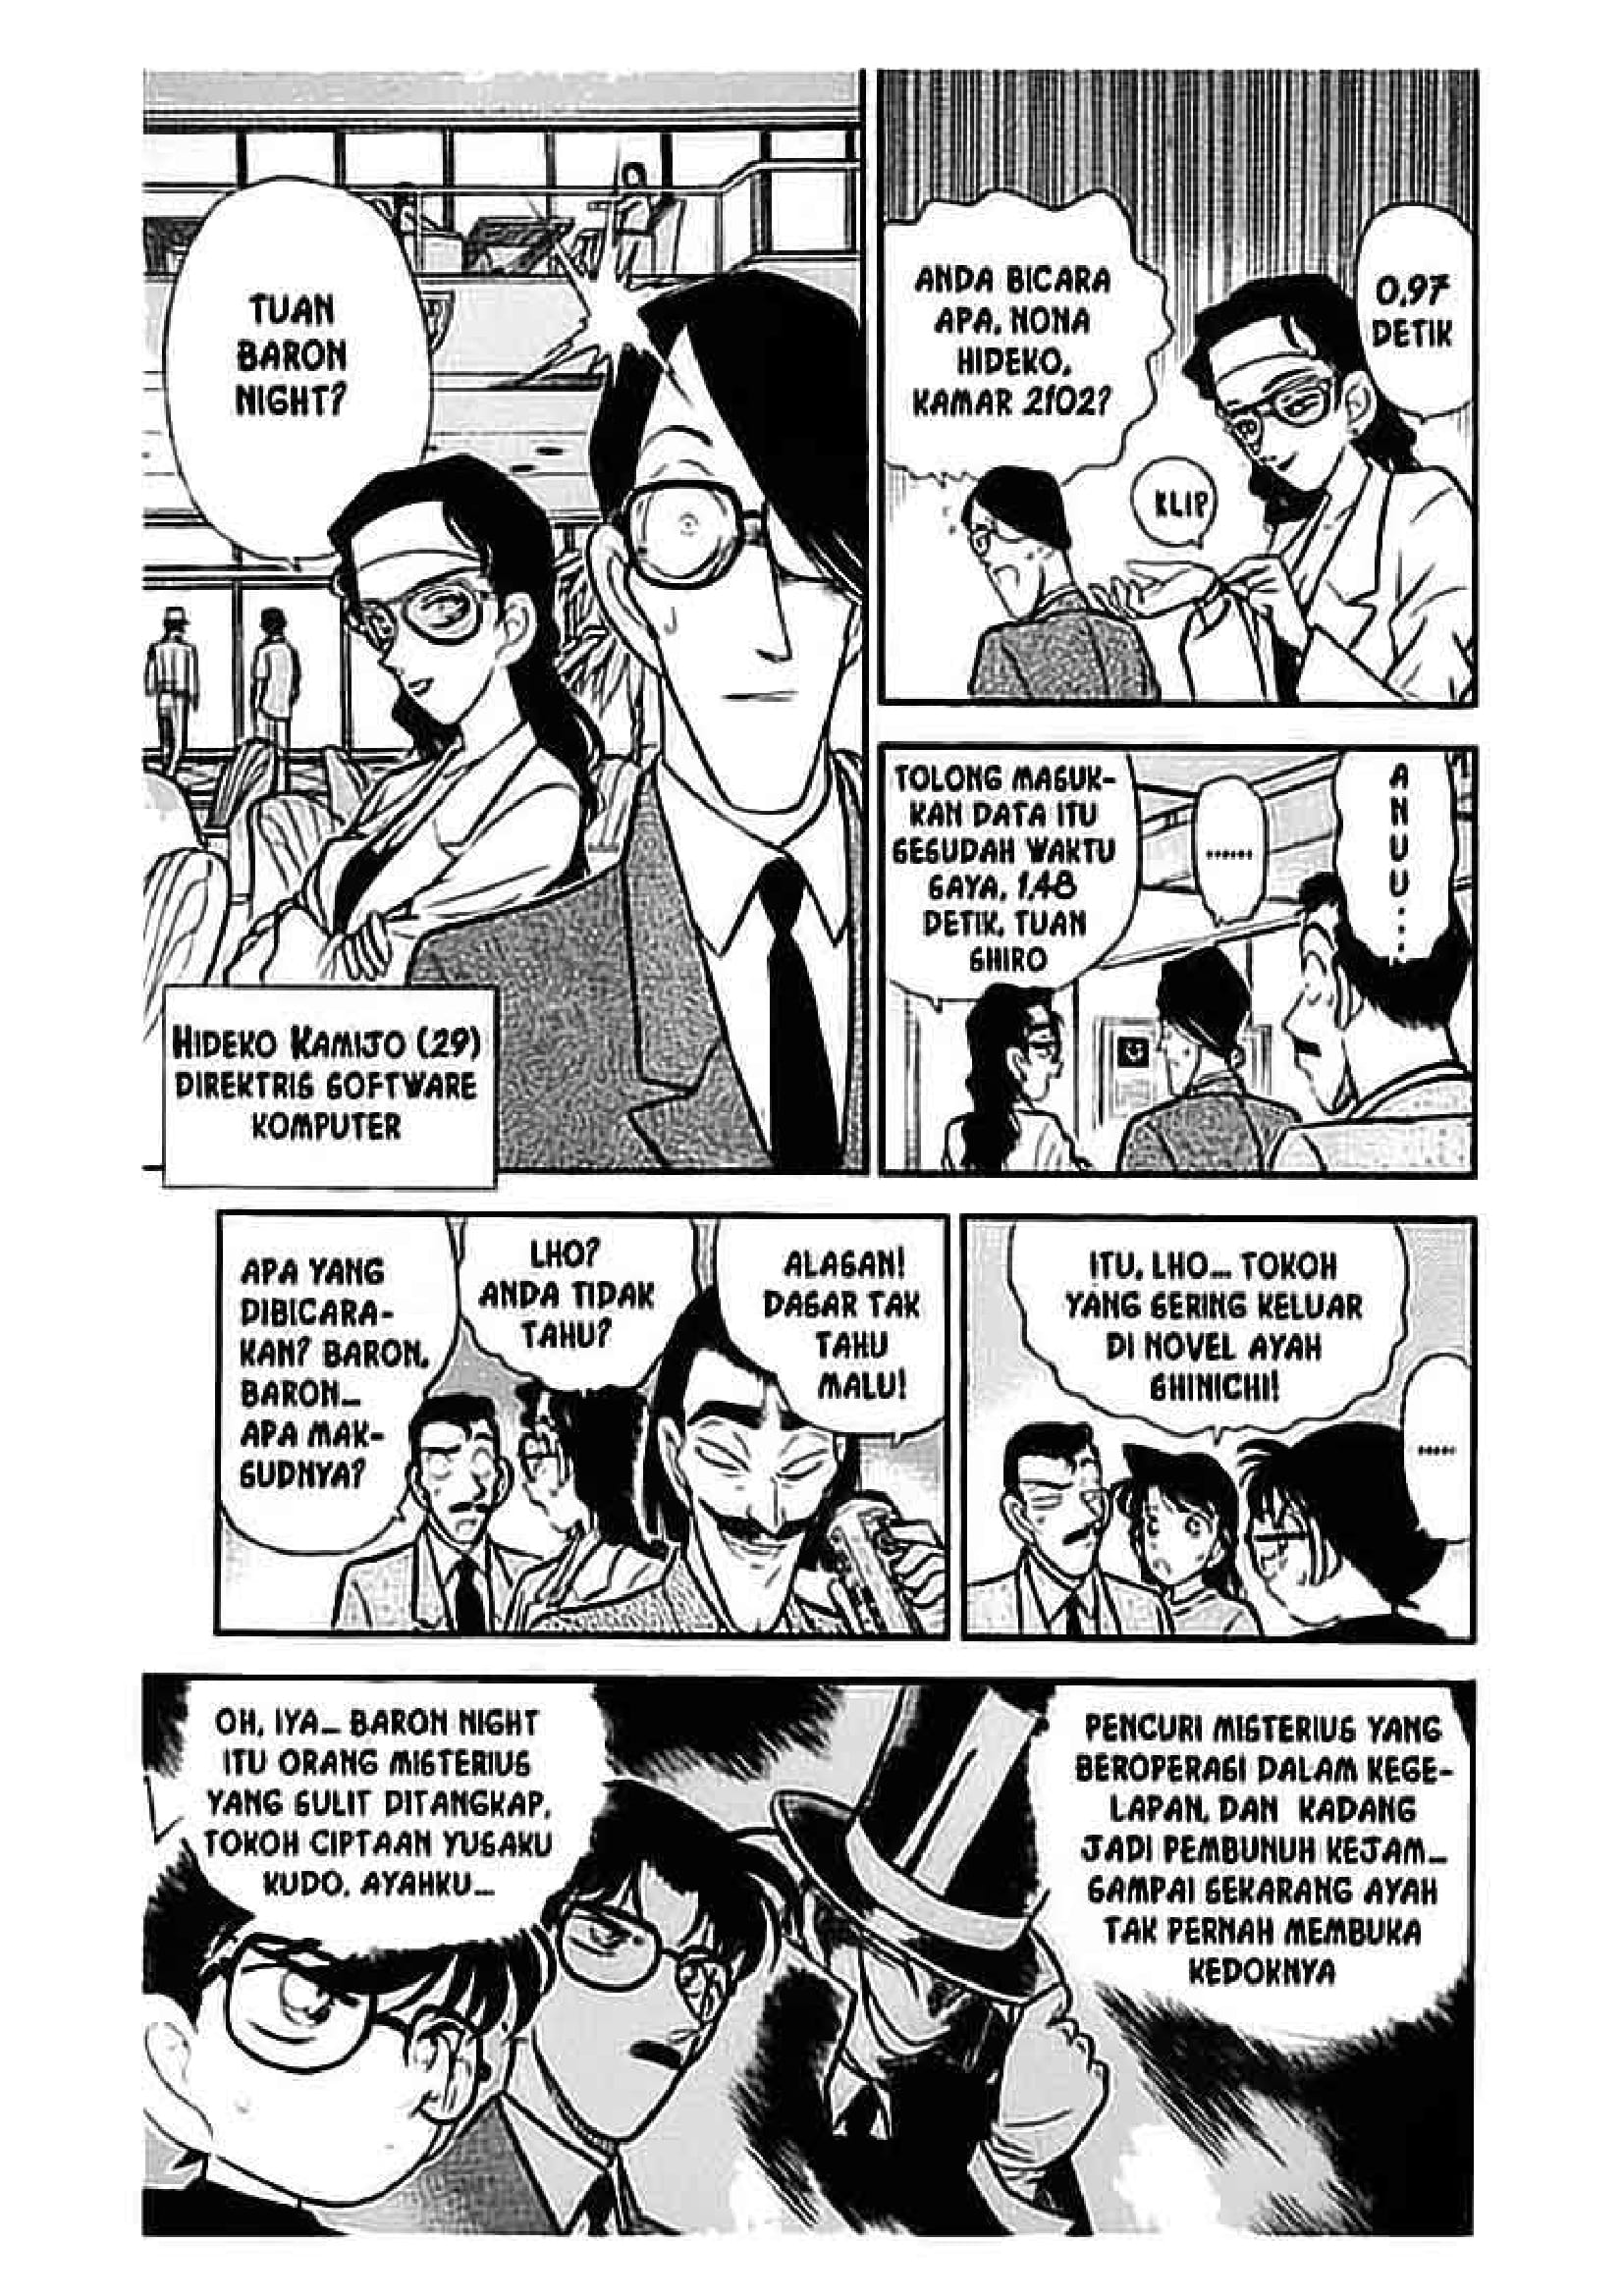 0.97
DETIK
ANDA BICARA
APA, NONA
HIDEKO,
KAMAR 2102?
KLIP
TUAN
BARON
NIGHT?
HIDEKO KAMIJO (29)
DIREKTRIS SOFTWARE
KOMPUTER
ANUU...
......
TOLONG MASUK-
KAN DATA ITU
SESUDAH WAKTU
SAYA, 1.48
DETIK, TUAN
SHIRO
.....
ITU, LHO... TOKOH
YANG SERING KELUAR
DI NOVEL AYAH
SHINICHI!
ALASAN!
DASAR TAK
TAHU
MALU!
LHO?
ANDA TIDAK
TAHU?
APA YANG
DIBICARA-
KAN? BARON,
BARON...
APA MAK-
SUDNYA?
PENCURI MISTERIUS YANG
BEROPERASI DALAM KEGE-
LAPAN, DAN KADANG
JADI PEMBUNUH KEJAM...
SAMPAI SEKARANG AYAH
TAK PERNAH MEMBUKA
KEDOKNYA
OH, IYA... BARON NIGHT
ITU ORANG MISTERIUS
YANG SULIT DITANGKAP,
TOKOH CIPTAAN YUSAKU
KUDO, AYAHKU...